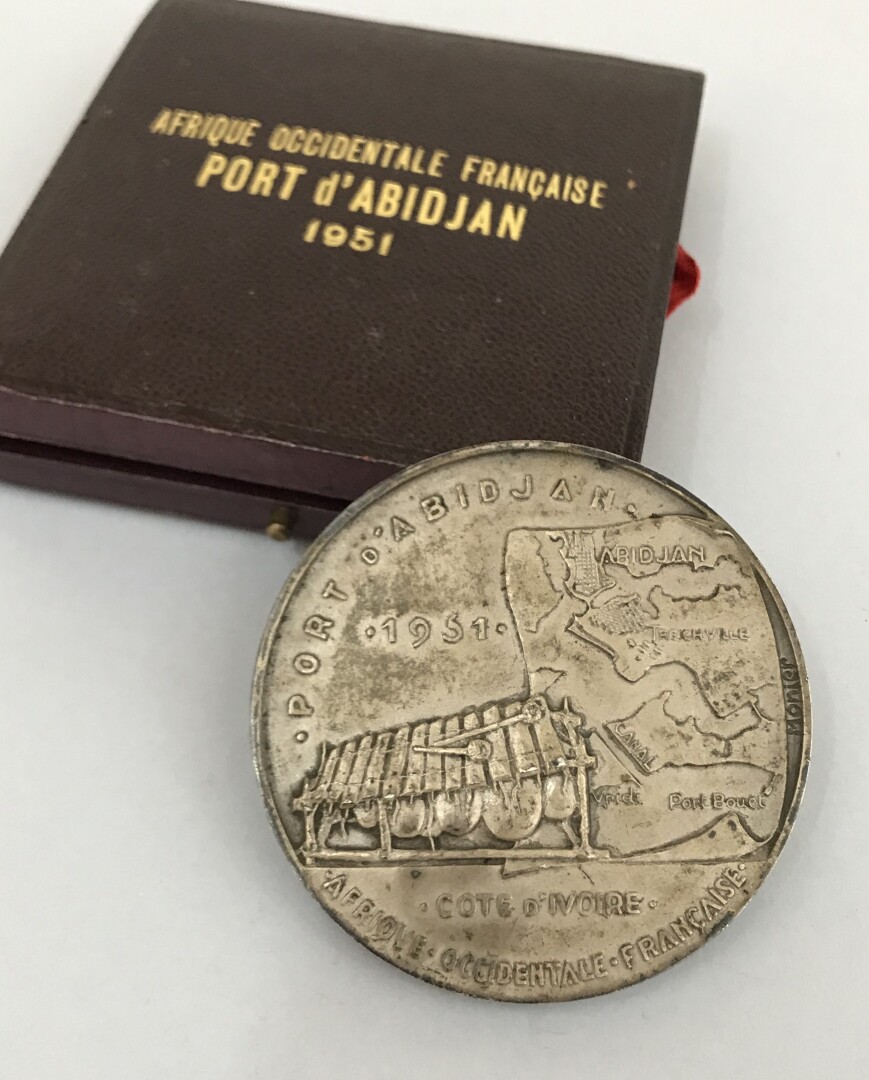 AFRIQUE OCCIDENTALE FRANÇAISE
PORT d'ABIDJAN
1951
·PORT D'ABIDJAN·
·1951·
ABIDJAN
TREICHVILLE
CANAL
Vridi
Port Bouet
Monier
·COTE D'IVOIRE·
·AFRIQUE·OCCIDENTALE·FRANÇAISE·